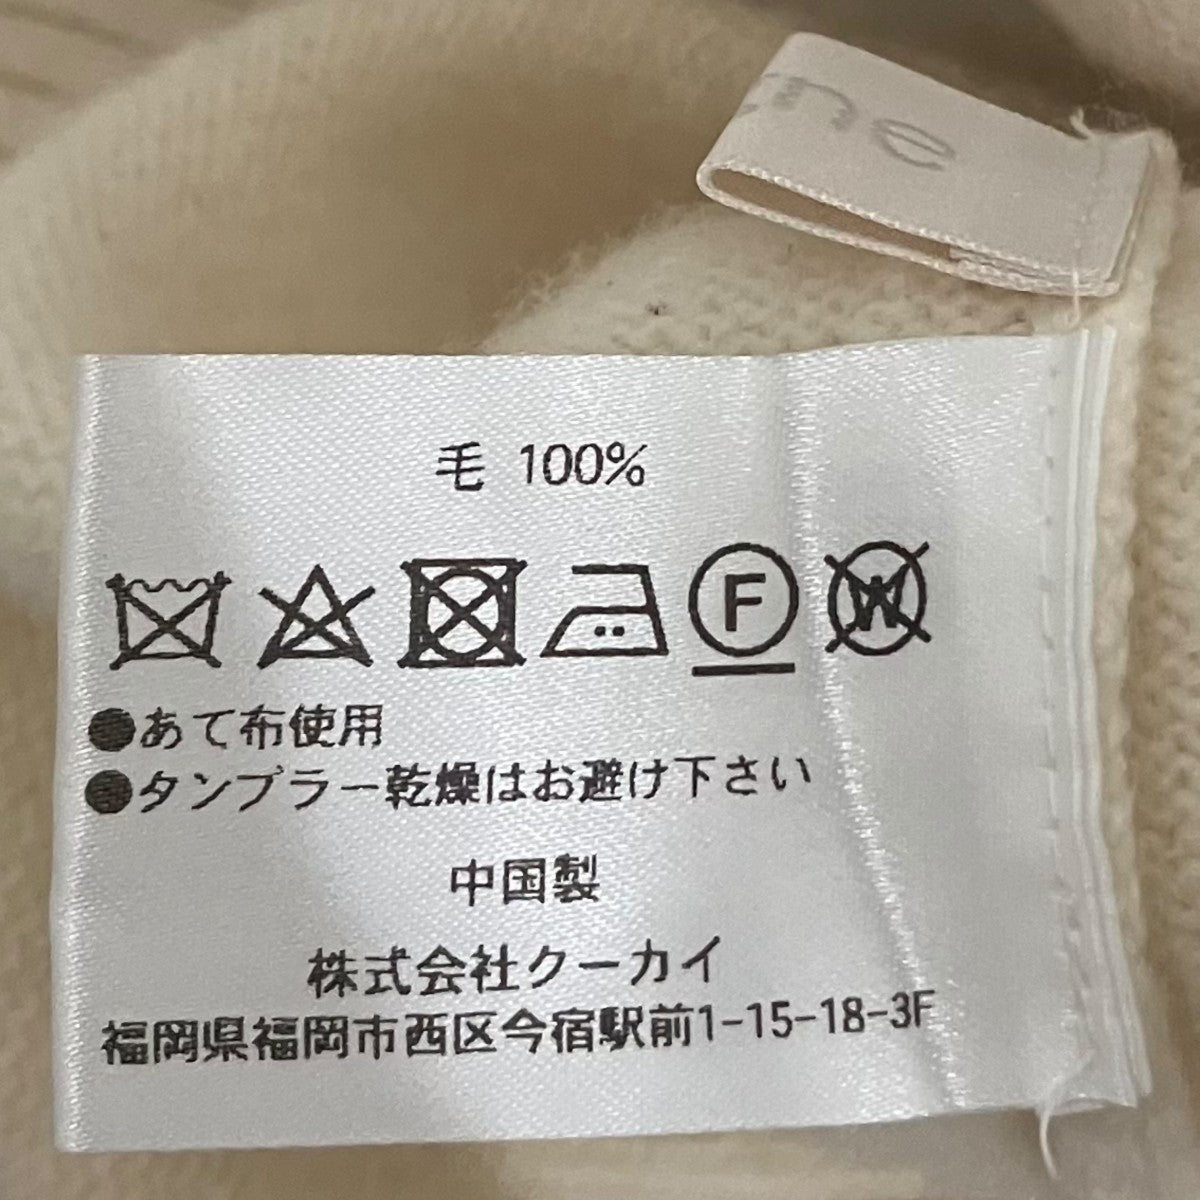 毛 100%
F W
●あて布使用
●タンブラー乾燥はお避け下さい
中国製
株式会社クーカイ
福岡県福岡市西区今宿駅前1-15-18-3F